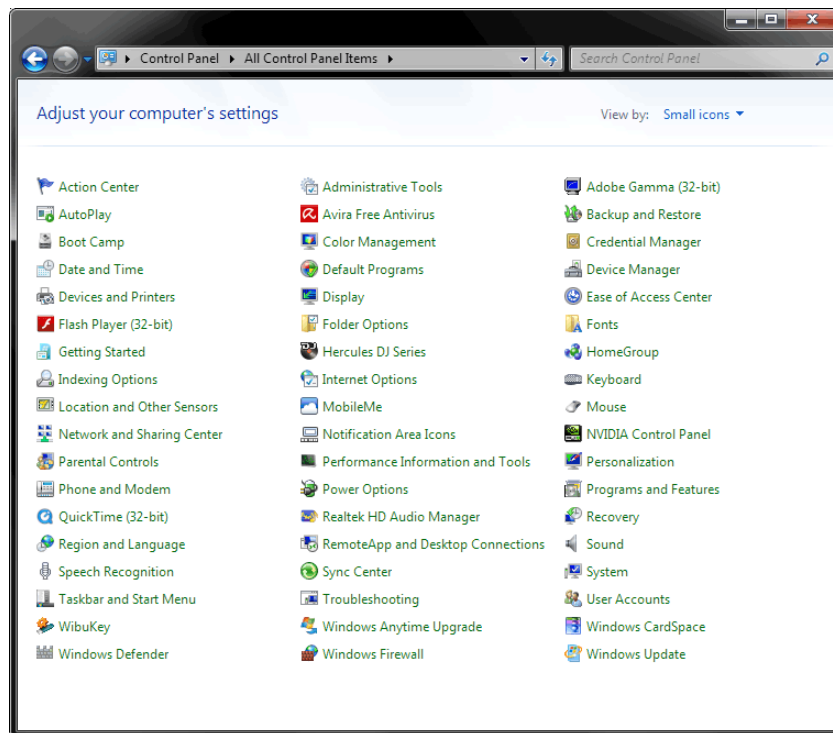 Control Panel All Control Panel Items Search Control Panel
Adjust your computer's settings View by: Small icons
Action Center Administrative Tools Adobe Gamma (32-bit)
AutoPlay Avira Free Antivirus Backup and Restore
Boot Camp Color Management Credential Manager
Date and Time Default Programs Device Manager
Devices and Printers Display Ease of Access Center
Flash Player (32-bit) Folder Options Fonts
Getting Started Hercules DJ Series HomeGroup
Indexing Options Internet Options Keyboard
Location and Other Sensors MobileMe Mouse
Network and Sharing Center Notification Area Icons NVIDIA Control Panel
Parental Controls Performance Information and Tools Personalization
Phone and Modem Power Options Programs and Features
QuickTime (32-bit) Realtek HD Audio Manager Recovery
Region and Language RemoteApp and Desktop Connections Sound
Speech Recognition Sync Center System
Taskbar and Start Menu Troubleshooting User Accounts
WibuKey Windows Anytime Upgrade Windows CardSpace
Windows Defender Windows Firewall Windows Update